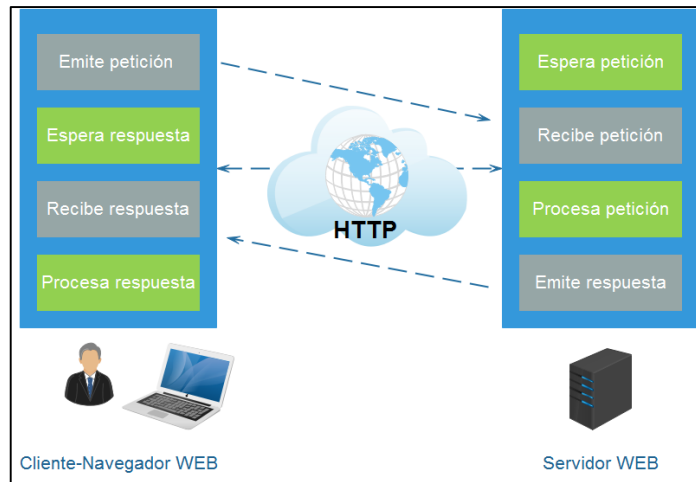 Emite petición
Espera respuesta
Recibe respuesta
Procesa respuesta
HTTP
Espera petición
Recibe petición
Procesa petición
Emite respuesta
Cliente-Navegador WEB
Servidor WEB